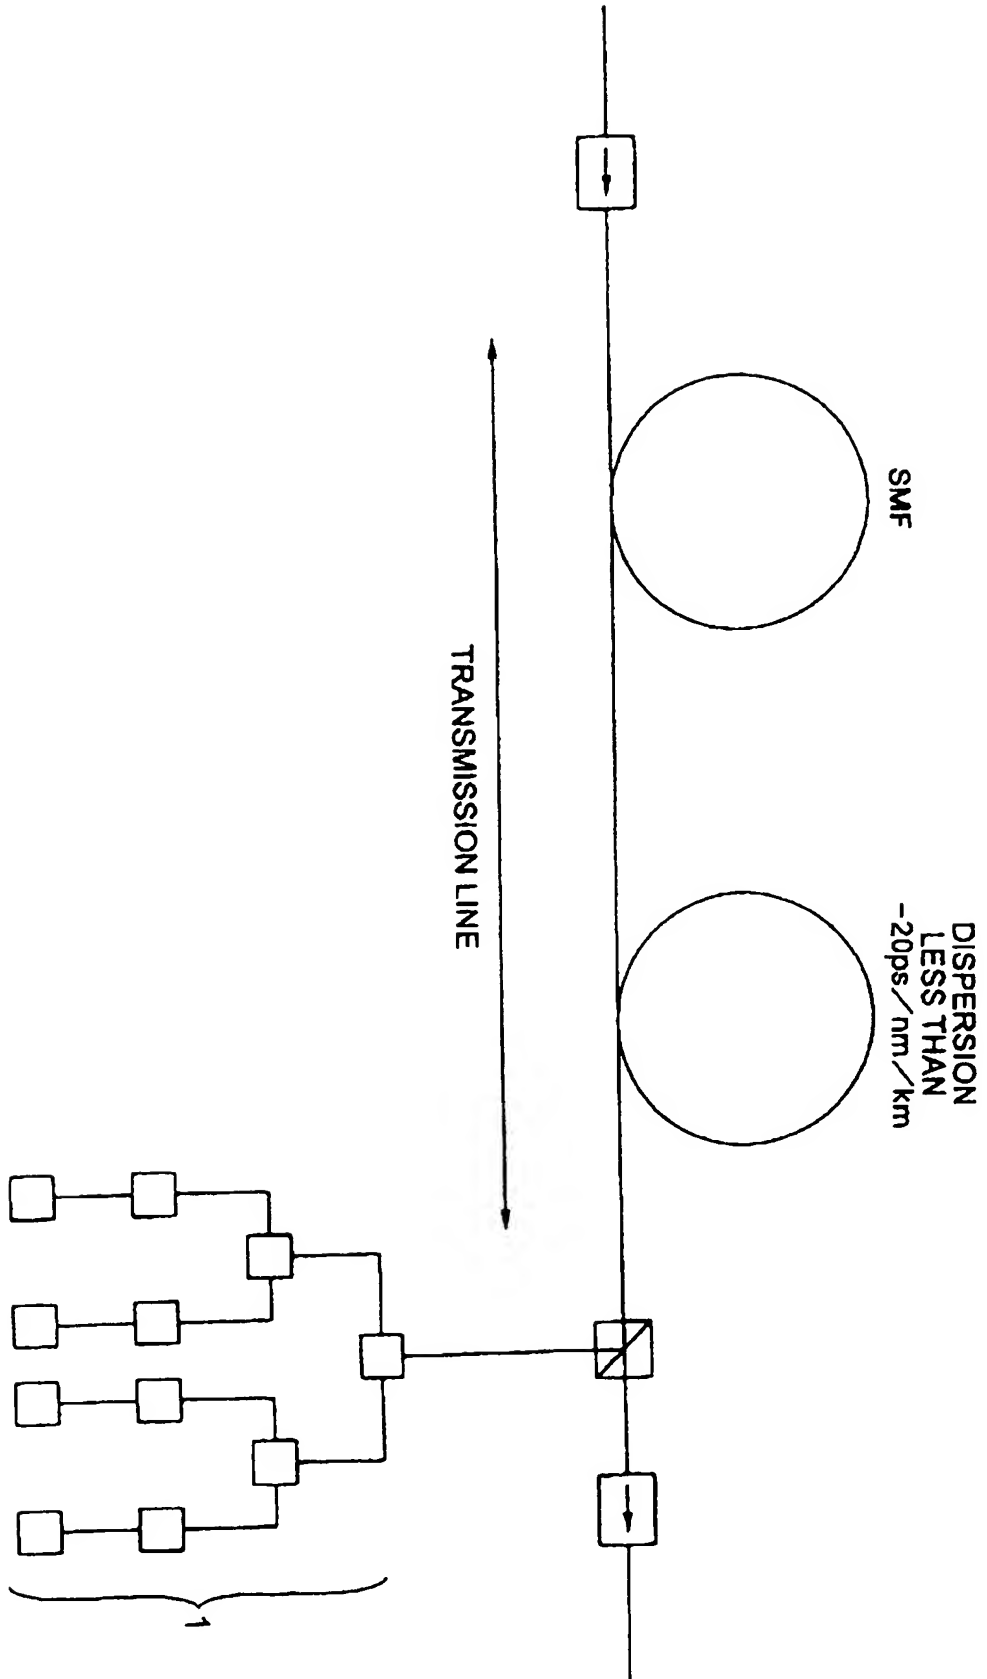 SMF
DISPERSION
LESS THAN
-20ps/nm/km
TRANSMISSION LINE
1